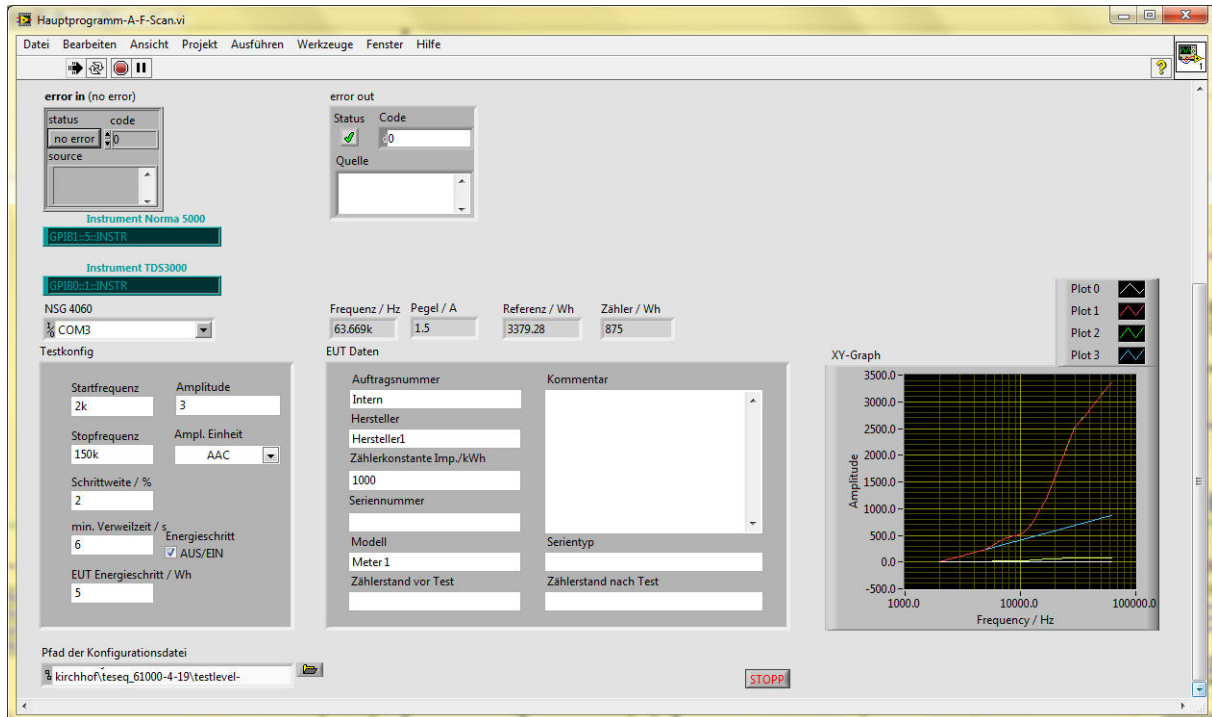 Hauptprogramm-A-F-Scan.vi
Datei Bearbeiten Ansicht Projekt Ausführen Werkzeuge Fenster Hilfe
1
error in (no error)
status code
no error 0
source
error out
Status Code
0
Quelle
Instrument Norma 5000
GPIB1::5::INSTR
Instrument TDS3000
GPIB0::1::INSTR
NSG 4060
COM3
Frequenz / Hz Pegel / A Referenz / Wh Zähler / Wh
63.669k 1.5 3379.28 875
Testkonfig
Startfrequenz Amplitude
2k 3
Stopfrequenz Ampl. Einheit
150k AAC
Schrittweite / %
2
min. Verweilzeit / s
Energieschritt
6 AUS/EIN
EUT Energieschritt / Wh
5
EUT Daten
Auftragsnummer Kommentar
Intern
Hersteller
Hersteller1
Zählerkonstante Imp./kWh
1000
Seriennummer
Modell Serientyp
Meter 1
Zählerstand vor Test Zählerstand nach Test
Plot 0
Plot 1
Plot 2
Plot 3
XY-Graph
3500.0
3000.0
2500.0
2000.0
1500.0
1000.0
500.0
0.0
-500.0
Amplitude
1000.0 10000.0 100000.0
Frequency / Hz
Pfad der Konfigurationsdatei
kirchhof\teseq_61000-4-19\testlevel-
STOPP